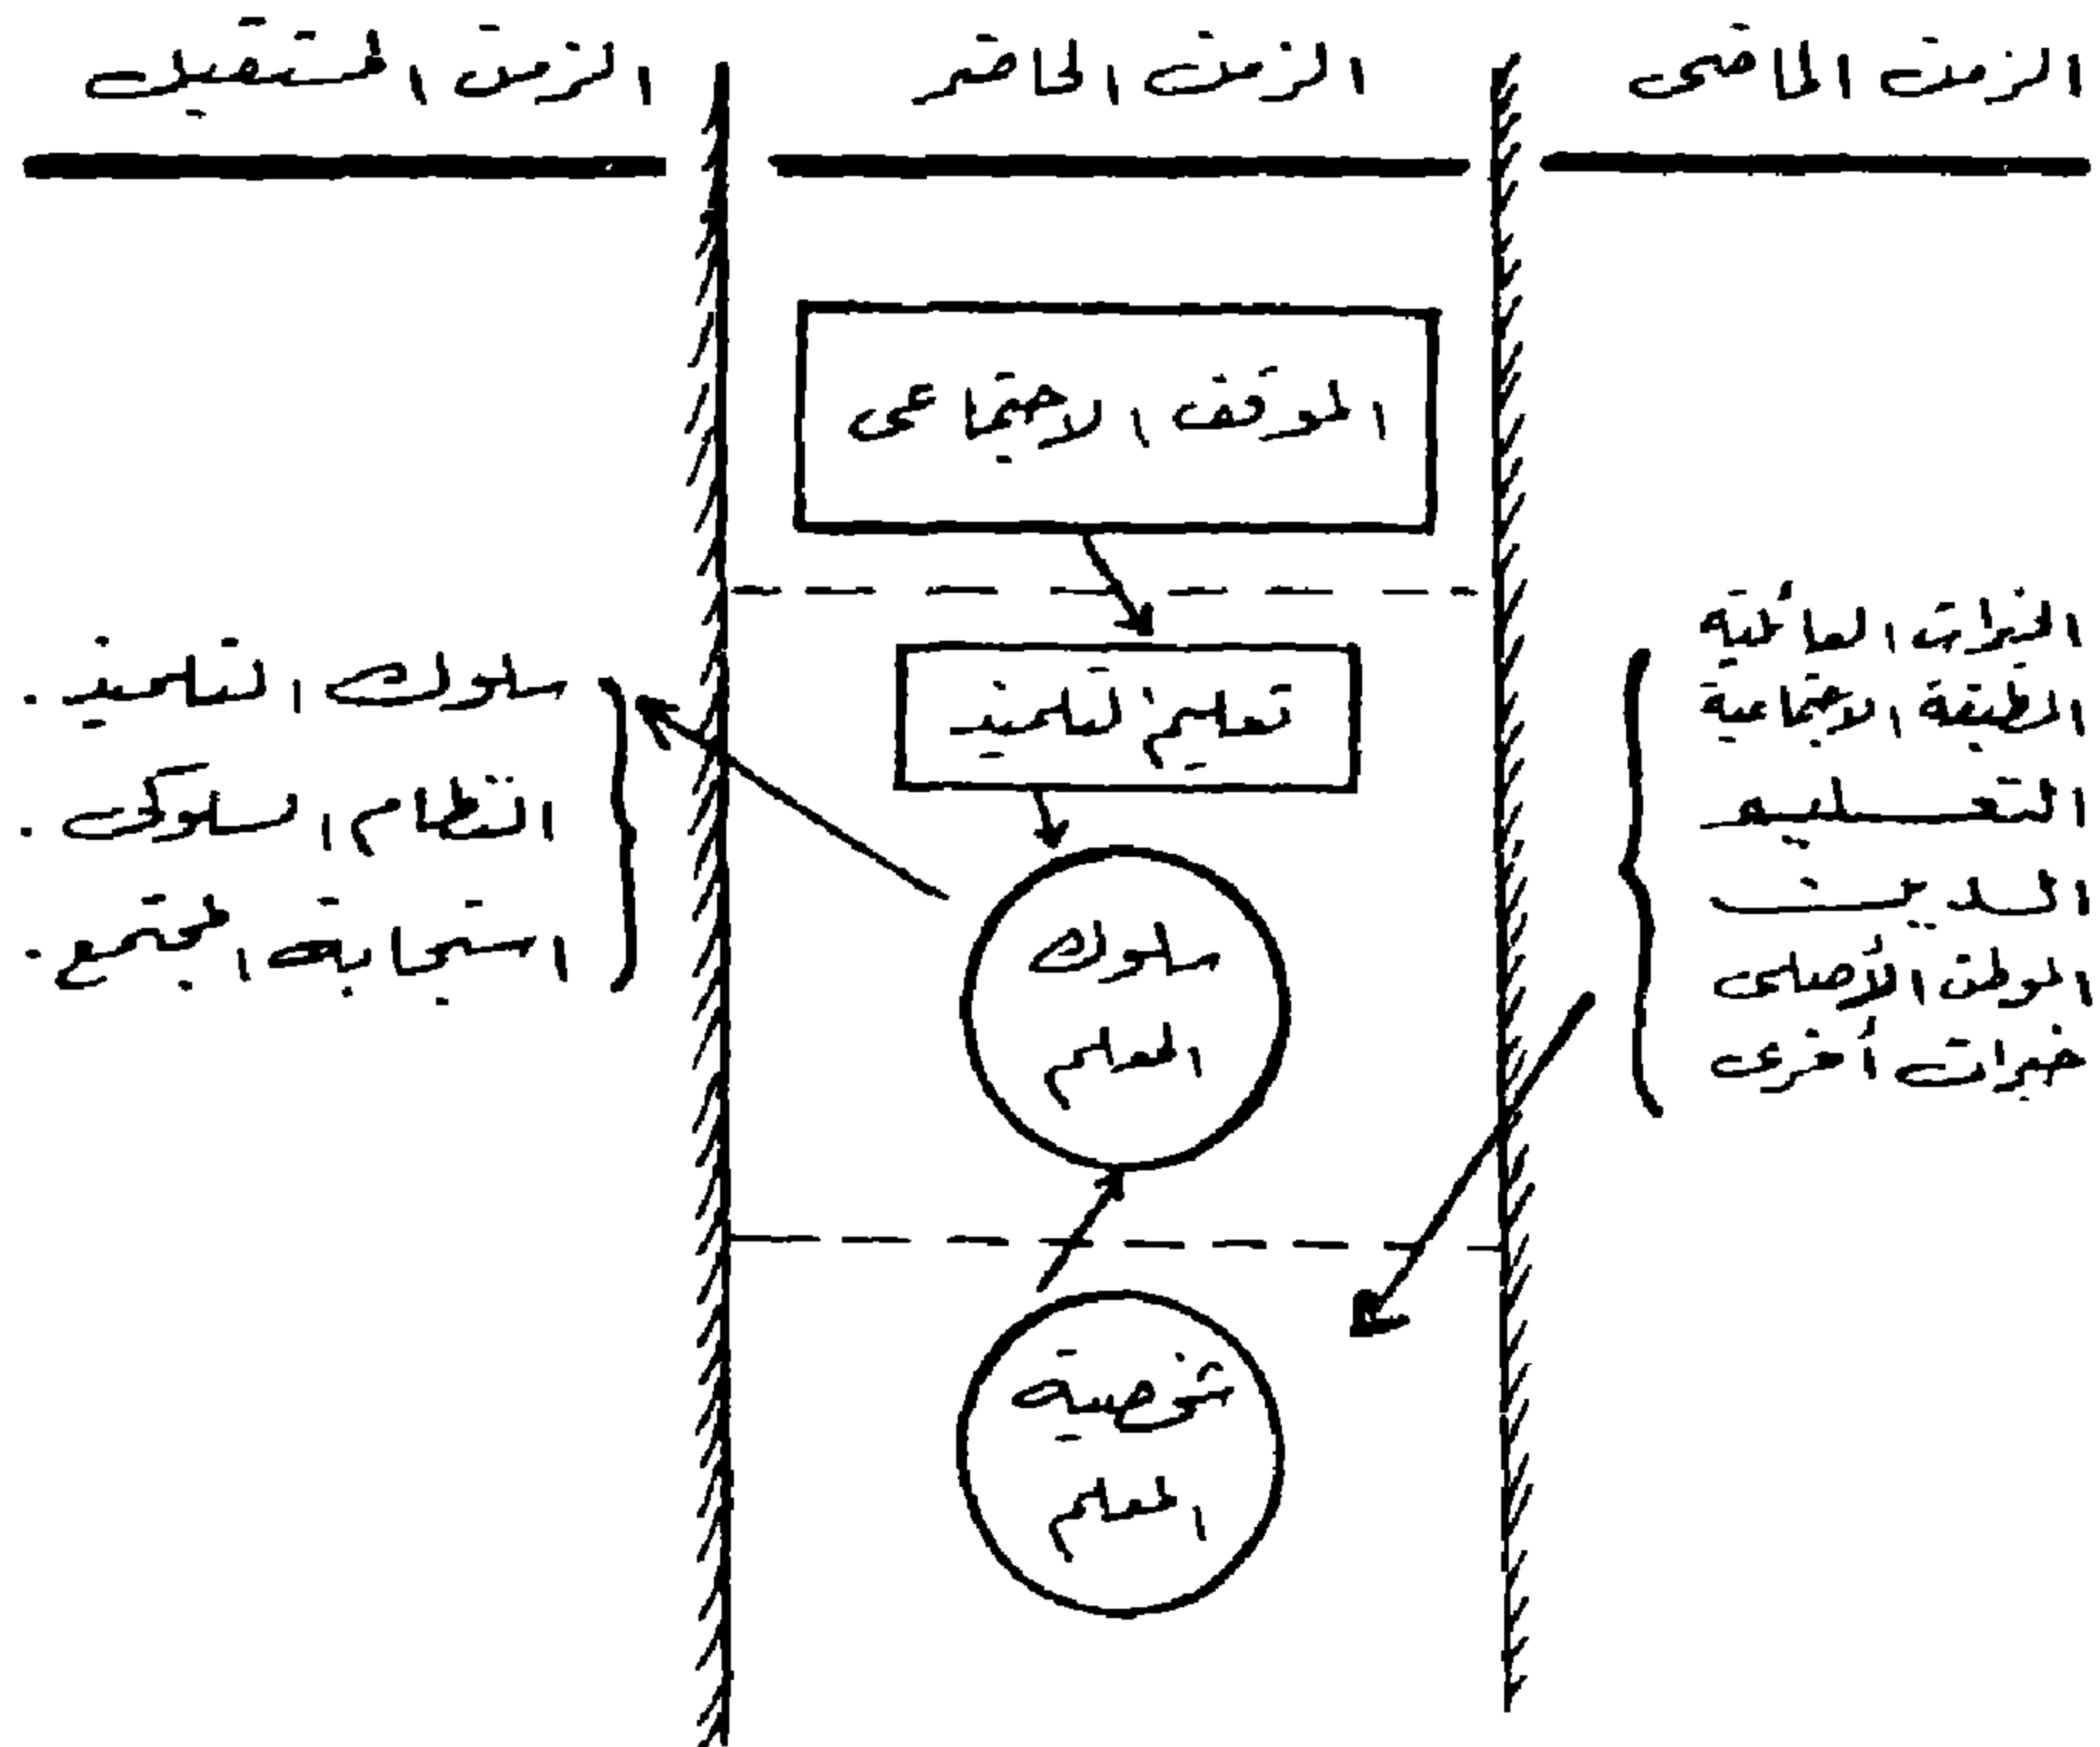 الزمن الماضى
الزمن الحاضر
الزمن المستقبل
الموقف الاجتماعى
تعليم التلميذ
سلوك
المعلم
شخصية
المعلم
الخبرات العائلية
الطبقة الاجتماعية
التعليم
الدين
الموطن الأصلى
خبرات أخرى
سلوك التلميذ .
النظام السلوكى .
استجابة المجتمع .